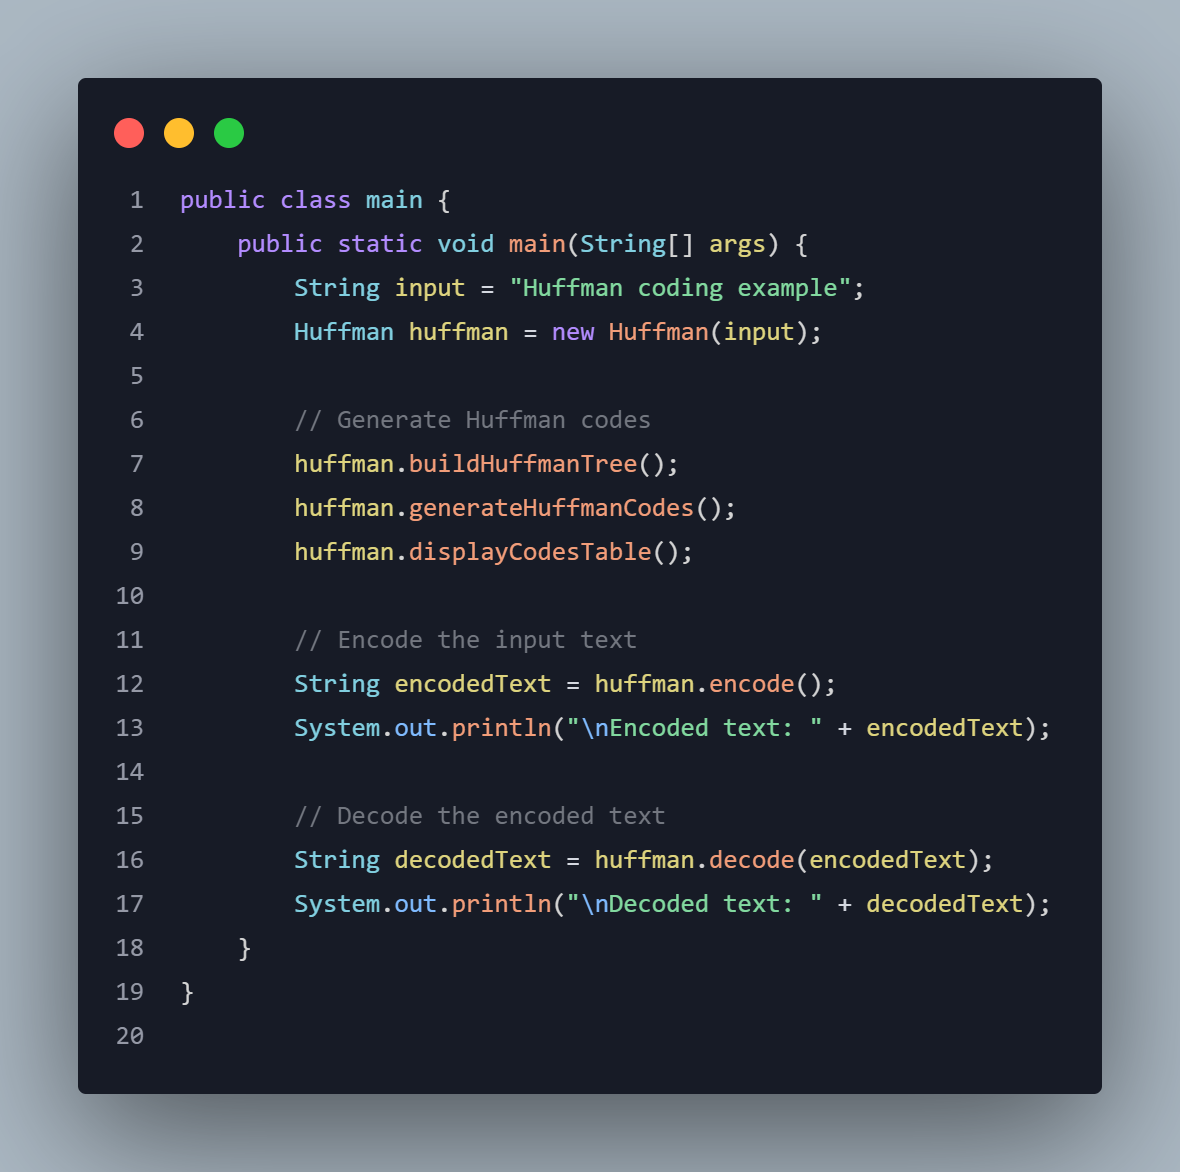 1 public class main {
2     public static void main(String[] args) {
3         String input = "Huffman coding example";
4         Huffman huffman = new Huffman(input);
5
6         // Generate Huffman codes
7         huffman.buildHuffmanTree();
8         huffman.generateHuffmanCodes();
9         huffman.displayCodesTable();
10
11         // Encode the input text
12         String encodedText = huffman.encode();
13         System.out.println("\nEncoded text: " + encodedText);
14
15         // Decode the encoded text
16         String decodedText = huffman.decode(encodedText);
17         System.out.println("\nDecoded text: " + decodedText);
18     }
19 }
20